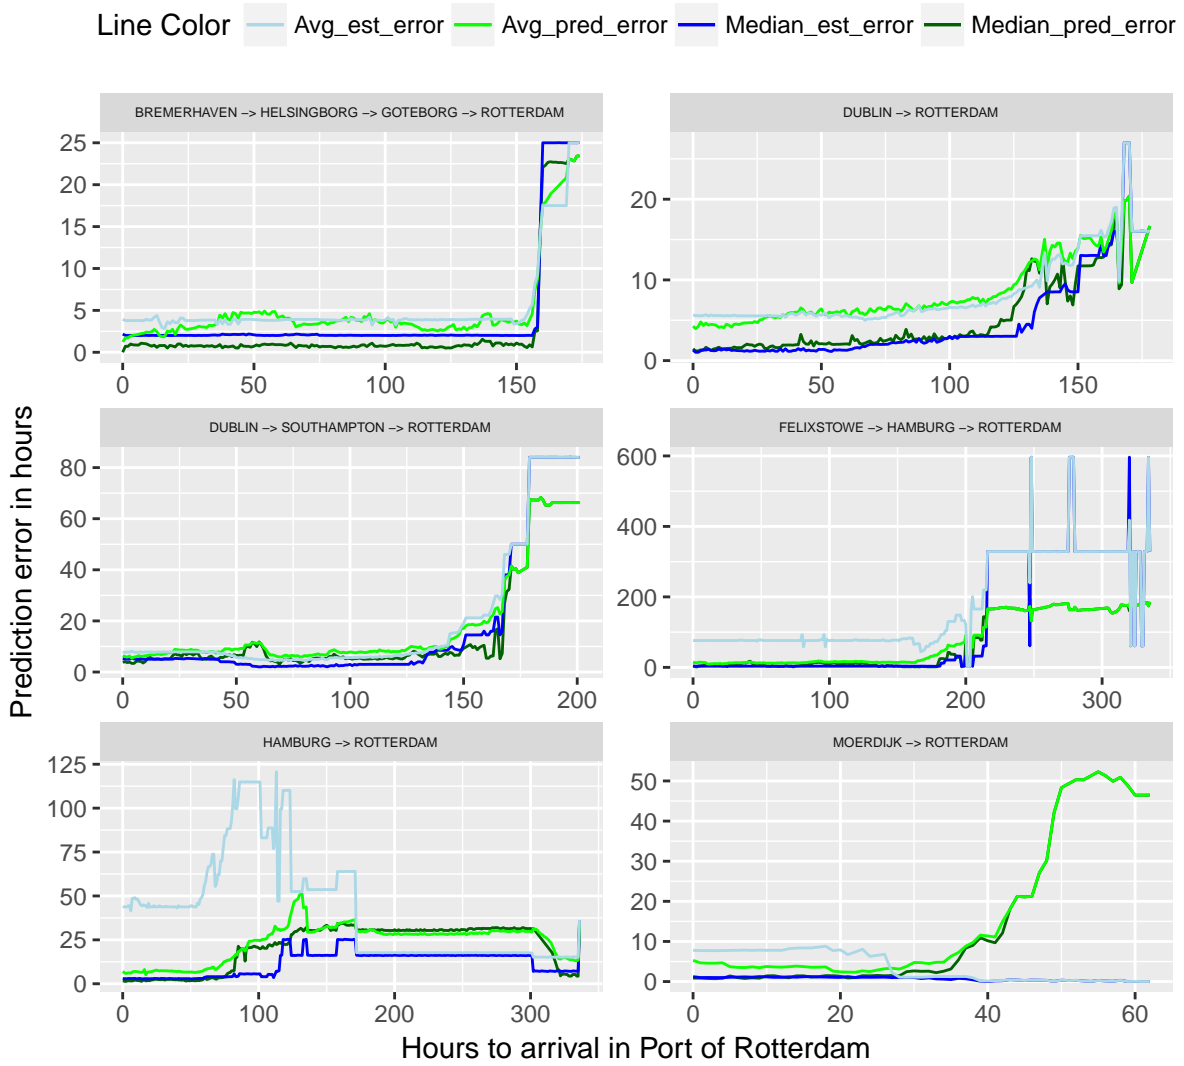 Line Color Avg_est_error Avg_pred_error Median_est_error Median_pred_error
BREMERHAVEN −> HELSINGBORG −> GOTEBORG −> ROTTERDAM
25
20
15
10
5
0
0 50 100 150
DUBLIN −> ROTTERDAM
20
10
0
0 50 100 150
DUBLIN −> SOUTHAMPTON −> ROTTERDAM
80
60
40
20
0
0 50 100 150 200
FELIXSTOWE −> HAMBURG −> ROTTERDAM
600
400
200
0
0 100 200 300
HAMBURG −> ROTTERDAM
125
100
75
50
25
0
0 100 200 300
MOERDIJK −> ROTTERDAM
50
40
30
20
10
0
0 20 40 60
Prediction error in hours
Hours to arrival in Port of Rotterdam